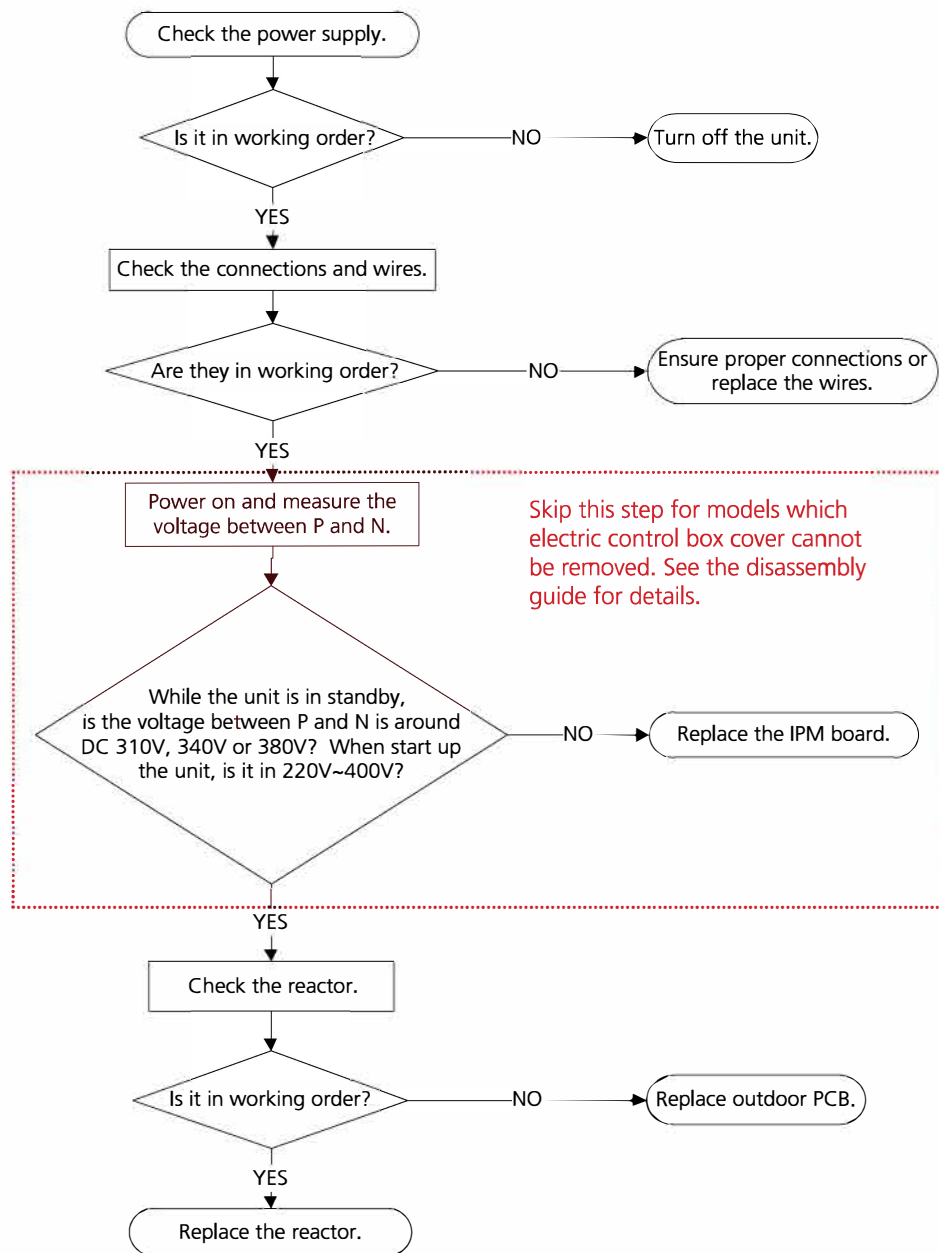 Check the power supply.
Is it in working order?
NO
Turn off the unit.
YES
Check the connections and wires.
Are they in working order?
NO
Ensure proper connections or
replace the wires.
YES
Power on and measure the
voltage between P and N.
Skip this step for models which
electric control box cover cannot
be removed. See the disassembly
guide for details.
While the unit is in standby,
is the voltage between P and N is around
DC 310V, 340V or 380V? When start up
the unit, is it in 220V~400V?
NO
Replace the IPM board.
YES
Check the reactor.
Is it in working order?
NO
Replace outdoor PCB.
YES
Replace the reactor.